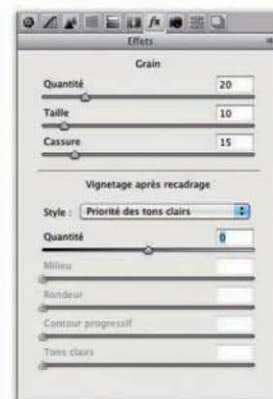 fx
Effets
Grain
Quantité 20
Taille 10
Cassure 15
Vignetage après recadrage
Style : Priorité des tons clairs
Quantité 0
Milieu
Rondeur
Contour progressif
Tons clairs